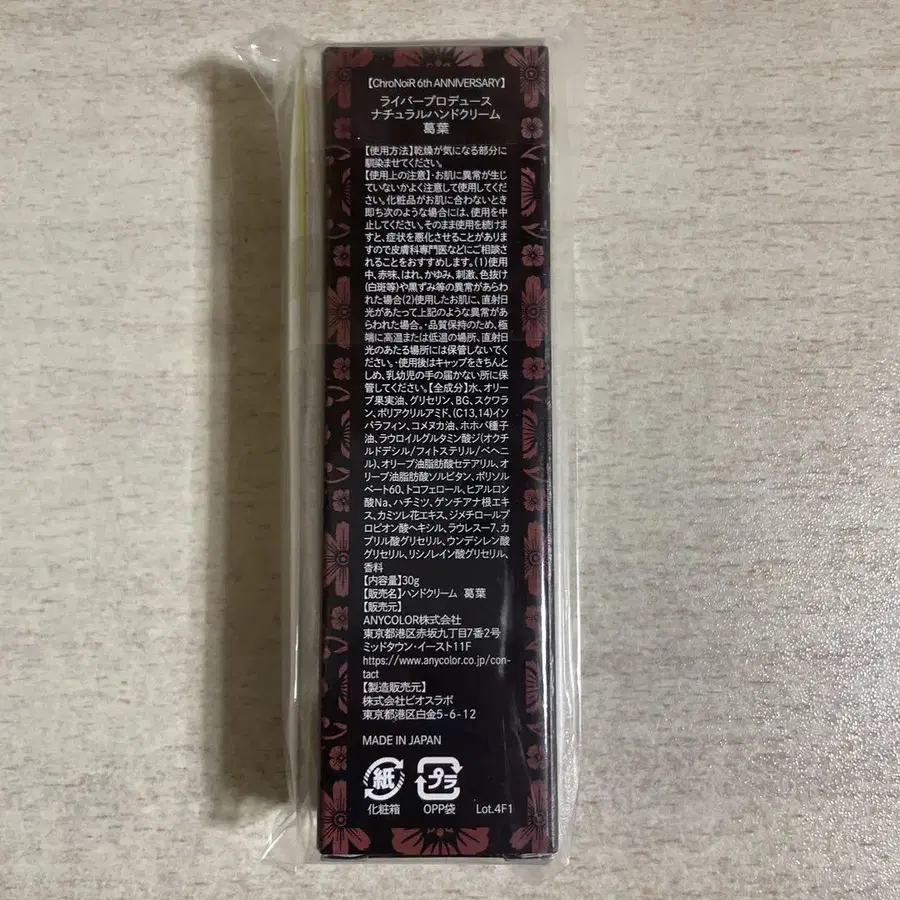 【ChroNoiR 6th ANNIVERSARY】
ライバープロデュース
ナチュラルハンドクリーム
葛葉
【使用方法】乾燥が気になる部分に
馴染ませてください。
【使用上の注意】・お肌に異常が生じ
ていないかよく注意して使用してくだ
さい。化粧品がお肌に合わないとき
即ち次のような場合には、使用を中
止してください。そのまま使用を続けま
すと、症状を悪化させることがありま
すので皮膚科専門医などにご相談さ
れることをおすすめします。(1)使用
中、赤味、はれ、かゆみ、刺激、色抜け
(白斑等)や黒ずみ等の異常があらわ
れた場合(2)使用したお肌に、直射日
光があたって上記のような異常があ
らわれた場合。・品質保持のため、極
端に高温または低温の場所、直射日
光のあたる場所には保管しないでく
ださい。・使用後はキャップをきちんと
しめ、乳幼児の手の届かない所に保
管してください。【全成分】水、オリー
ブ果実油、グリセリン、BG、スクワラ
ン、ポリアクリルアミド、(C13,14)イソ
パラフィン、コメヌカ油、ホホバ種子
油、ラウロイルグルタミン酸ジ(オクチ
ルドデシル/フィトステリル/ベヘニ
ル)、オリーブ油脂肪酸セテアリル、オ
リーブ油脂肪酸ソルビタン、ポリソル
ベート60、トコフェロール、ヒアルロン
酸Na、ハチミツ、ゲンチアナ根エキ
ス、カミツレ花エキス、ジメチロールプ
ロピオン酸ヘキシル、ラウレス－7、カ
プリル酸グリセリル、ウンデシレン酸
グリセリル、リシノレイン酸グリセリル、
香料
【内容量】30g
【販売名】ハンドクリーム 葛葉
【販売元】
ANYCOLOR株式会社
東京都港区赤坂九丁目7番2号
ミッドタウン・イースト11F
https://www.anycolor.co.jp/con-
tact
【製造販売元】
株式会社ビオスラボ
東京都港区白金5-6-12
MADE IN JAPAN
紙 プラ
化粧箱 OPP袋 Lot.4F1